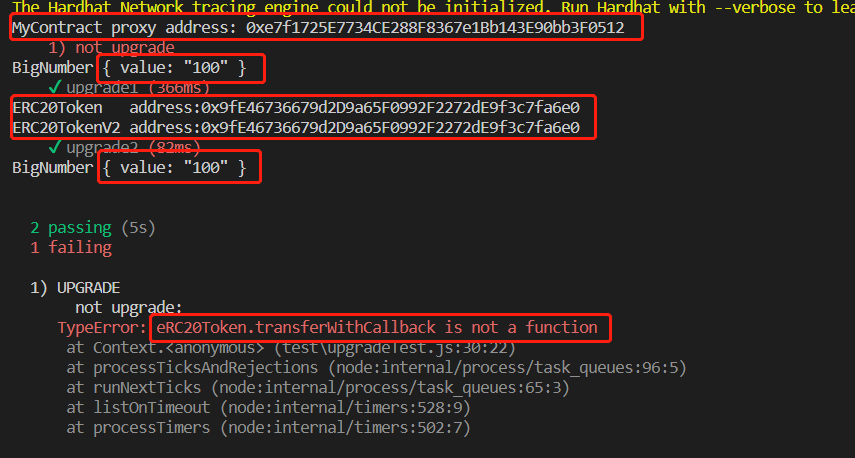 The Hardhat Network tracing engine could not be initialized. Run Hardhat with --verbose to lea
MyContract proxy address: 0xe7f1725E7734CE288F8367e1Bb143E90bb3F0512
1) not upgrade
BigNumber { value: "100" }
✓ upgrade1 (366ms)
ERC20Token   address:0x9fE46736679d2D9a65F0992F2272dE9f3c7fa6e0
ERC20TokenV2 address:0x9fE46736679d2D9a65F0992F2272dE9f3c7fa6e0
✓ upgrade2 (82ms)
BigNumber { value: "100" }
2 passing (5s)
1 failing
1) UPGRADE
not upgrade:
TypeError: eRC20Token.transferWithCallback is not a function
at Context.<anonymous> (test\upgradeTest.js:30:22)
at processTicksAndRejections (node:internal/process/task_queues:96:5)
at runNextTicks (node:internal/process/task_queues:65:3)
at listOnTimeout (node:internal/timers:528:9)
at processTimers (node:internal/timers:502:7)